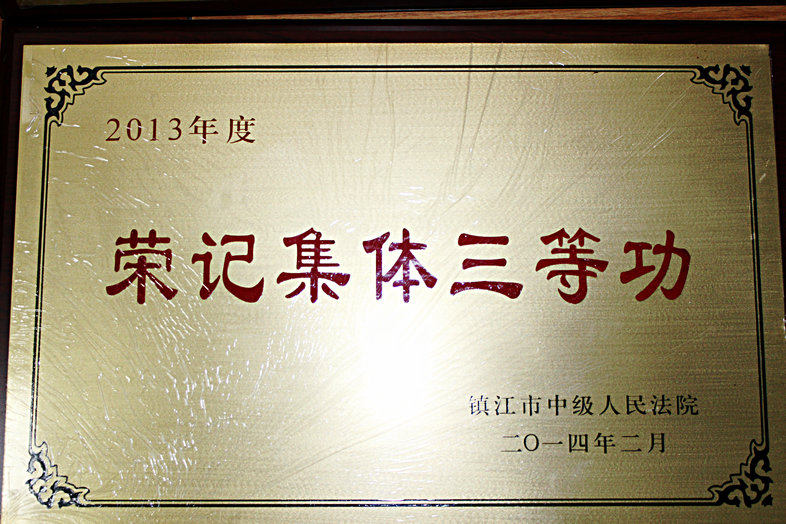 2013年度
荣记集体三等功
镇江市中级人民法院
二〇一四年二月